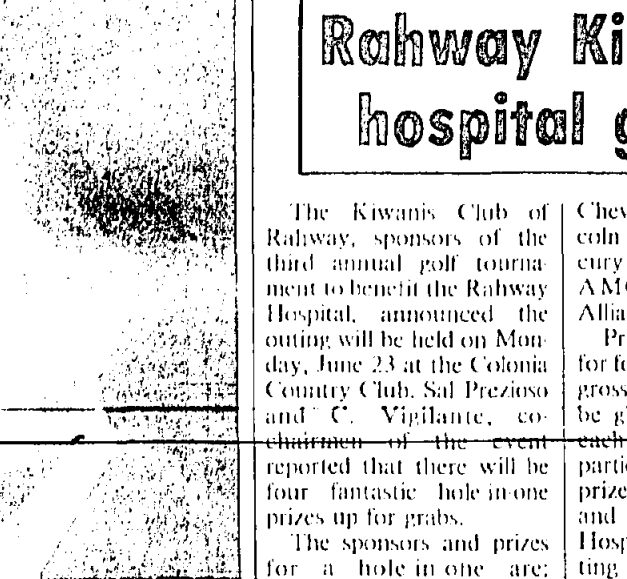 Rahway Ki
hospital g
The Kiwanis Club of
Rahway, sponsors of the
third annual golf tourna-
ment to benefit the Rahway
Hospital, announced the
outing will be held on Mon-
day, June 23 at the Colonia
Country Club. Sal Prezioso
and C. Vigilante, co-
chairmen of the event
reported that there will be
four fantastic hole-in-one
prizes up for grabs.
The sponsors and prizes
for a hole in one are;
Chev
coln
cury
AMC
Allia
Pr
for fo
gross
be g
each
partic
prize
and
Hosp
ting